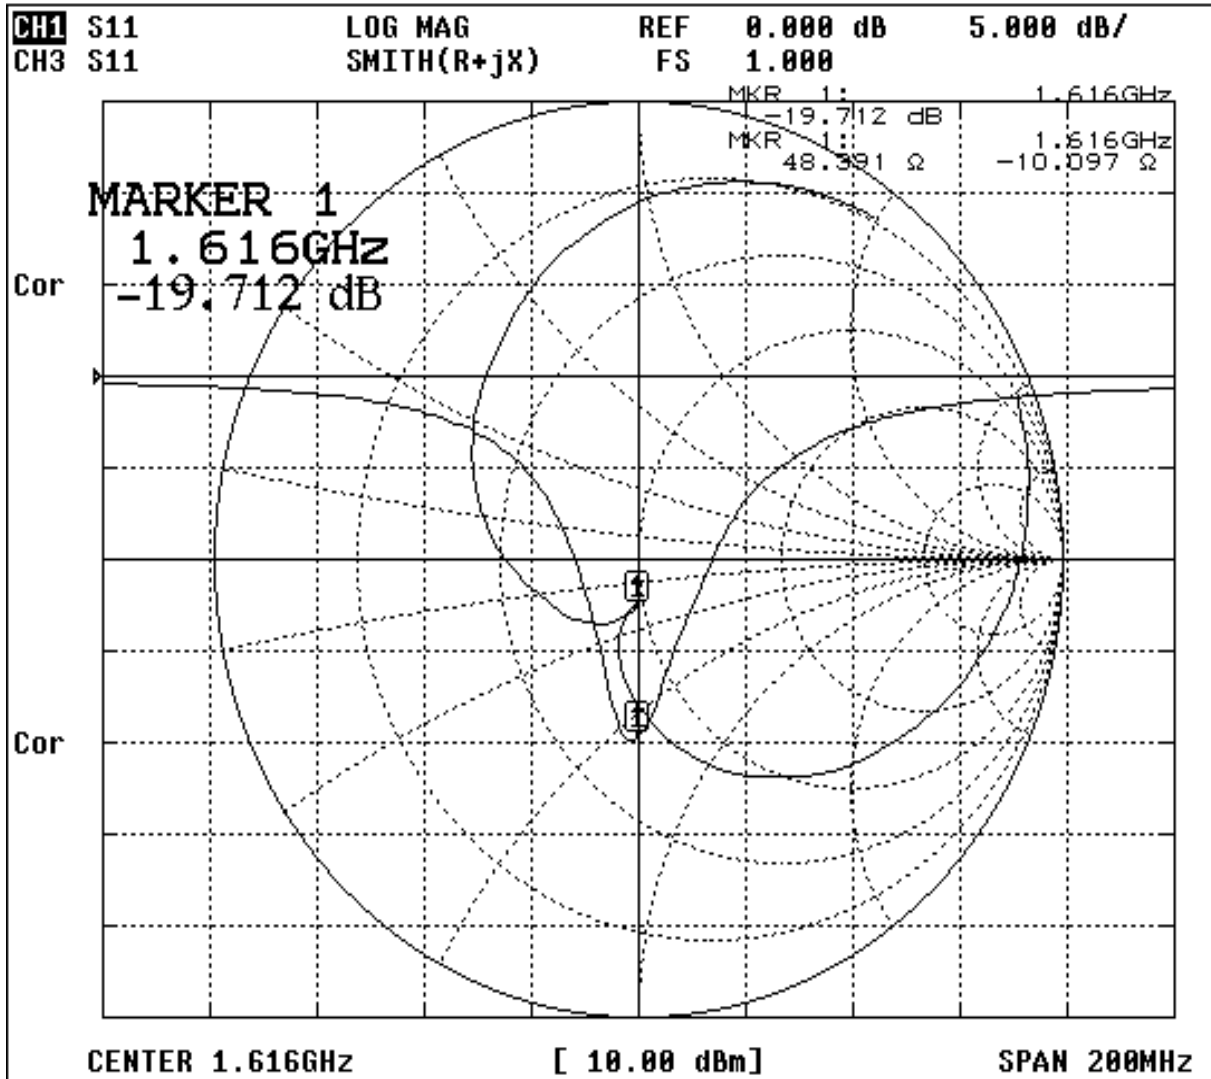 CH1 S11 LOG MAG REF 0.000 dB 5.000 dB/
CH3 S11 SMITH(R+jX) FS 1.000
MKR 1: 1.616GHz
-19.712 dB
MKR 1: 1.616GHz
48.391 Ω -10.097 Ω
MARKER 1
1.616GHz
-19.712 dB
Cor
1
1
Cor
CENTER 1.616GHz [ 10.00 dBm] SPAN 200MHz